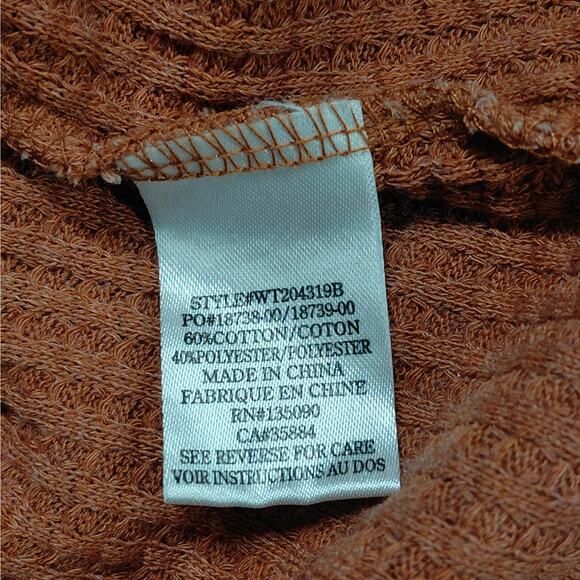 STYLE#WT204319B
PO#18738-00/18739-00
60%COTTON/COTON
40%POLYESTER/POLYESTER
MADE IN CHINA
FABRIQUE EN CHINE
RN#135090
CA#35884
SEE REVERSE FOR CARE
VOIR INSTRUCTIONS AU DOS